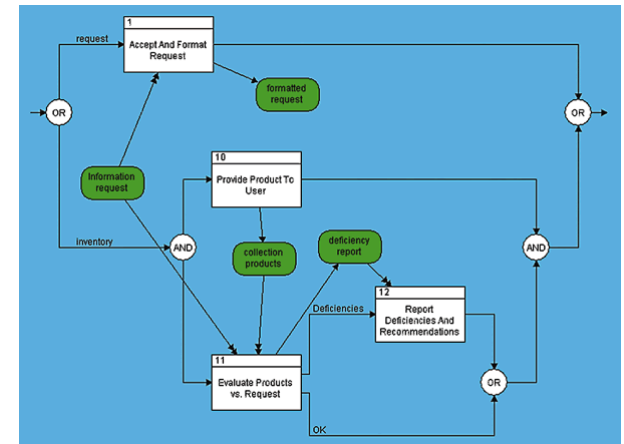 1
request
Accept And Format
Request
formatted
request
OR
OR
Information
request
10
Provide Product To
User
inventory
AND
collection
products
deficiency
report
AND
12
Report
Deficiencies And
Recommendations
Deficiencies
11
Evaluate Products
vs. Request
OR
OK